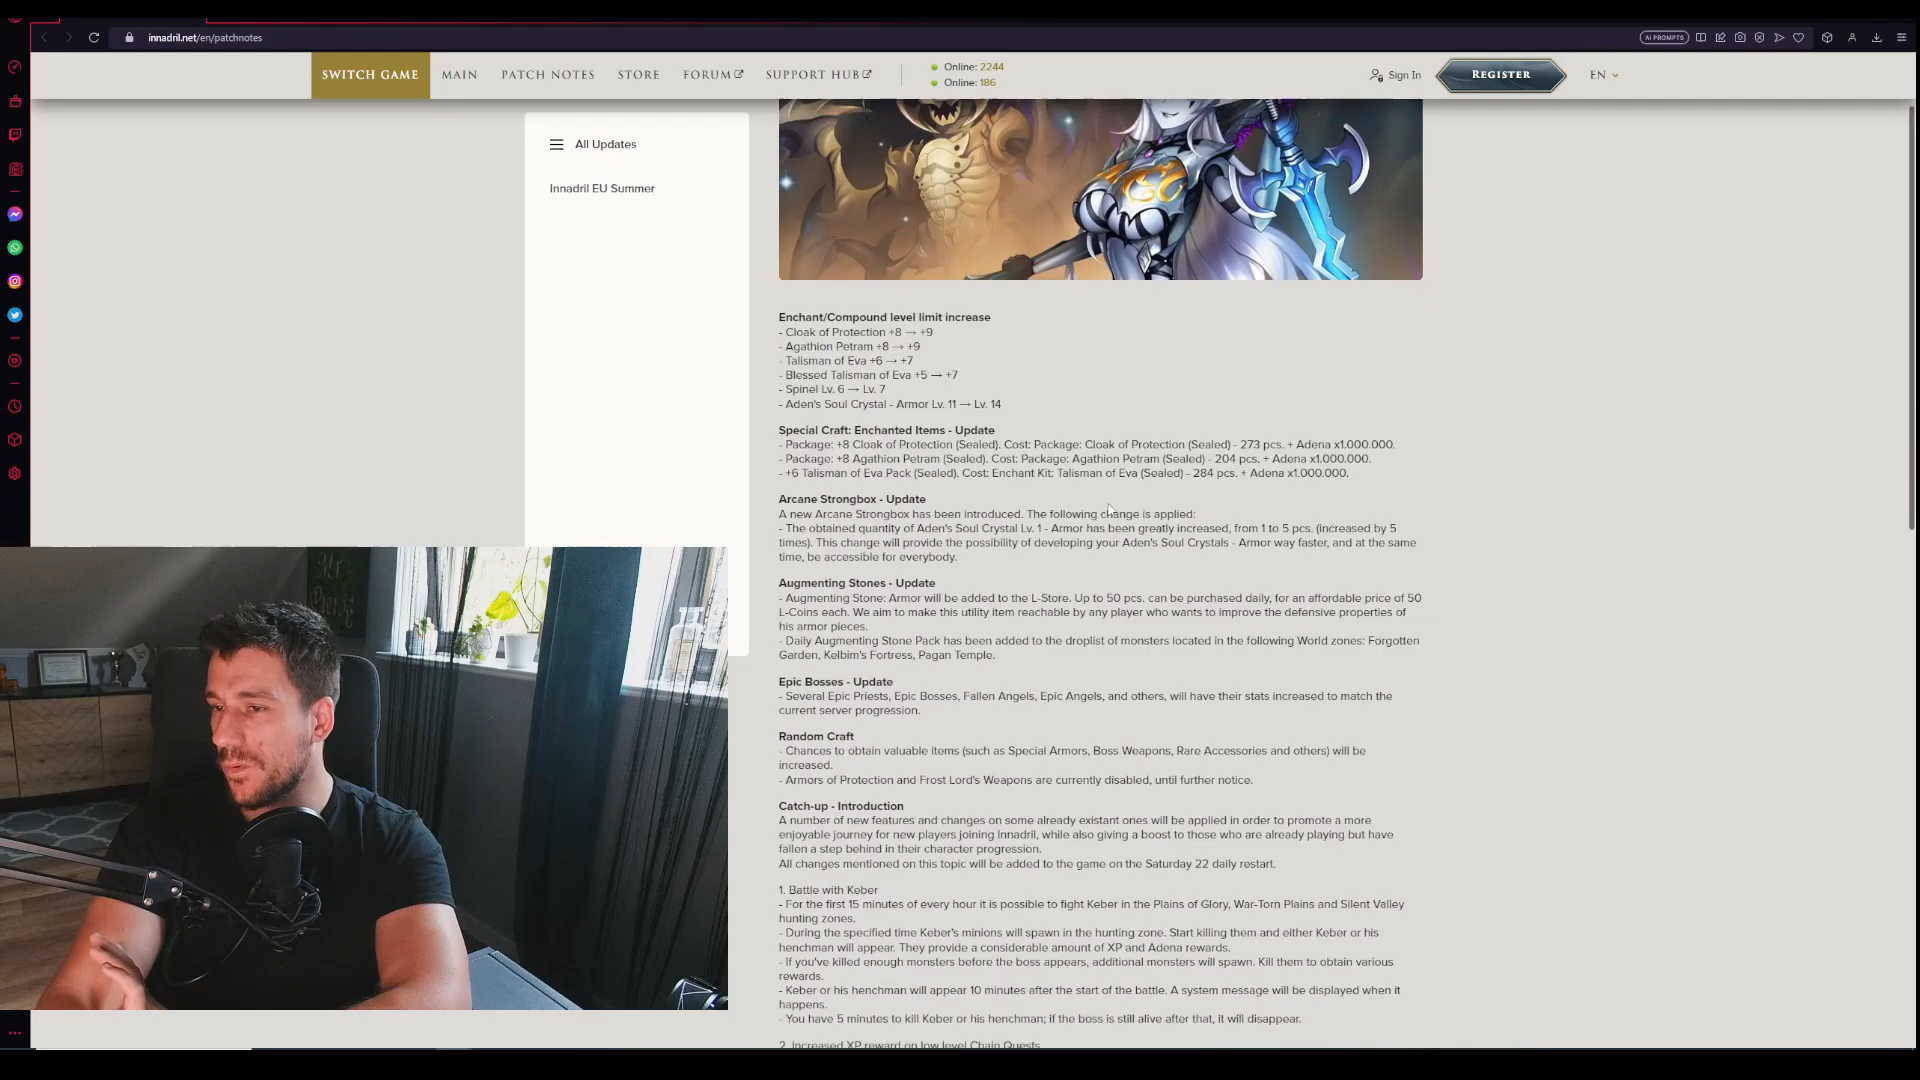 innadril.net/en/patchnotes
AI PROMPTS
SWITCH GAME
MAIN
PATCH NOTES
STORE
FORUM
SUPPORT HUB
Online: 2244
Online: 186
Sign In
REGISTER
EN
All Updates
Innadril EU Summer
Enchant/Compound level limit increase
- Cloak of Protection +8 → +9
- Agathion Petram +8 → +9
- Talisman of Eva +6 → +7
- Blessed Talisman of Eva +5 → +7
- Spinel Lv. 6 → Lv. 7
- Aden's Soul Crystal - Armor Lv. 11 → Lv. 14
Special Craft: Enchanted Items - Update
- Package: +8 Cloak of Protection (Sealed). Cost: Package: Cloak of Protection (Sealed) - 273 pcs. + Adena x1.000.000.
- Package: +8 Agathion Petram (Sealed). Cost: Package: Agathion Petram (Sealed) - 204 pcs. + Adena x1.000.000.
- +6 Talisman of Eva Pack (Sealed). Cost: Enchant Kit: Talisman of Eva (Sealed) - 284 pcs. + Adena x1.000.000.
Arcane Strongbox - Update
A new Arcane Strongbox has been introduced. The following change is applied:
- The obtained quantity of Aden's Soul Crystal Lv. 1 - Armor has been greatly increased, from 1 to 5 pcs. (increased by 5
times). This change will provide the possibility of developing your Aden's Soul Crystals - Armor way faster, and at the same
time, be accessible for everybody.
Augmenting Stones - Update
- Augmenting Stone: Armor will be added to the L-Store. Up to 50 pcs. can be purchased daily, for an affordable price of 50
L-Coins each. We aim to make this utility item reachable by any player who wants to improve the defensive properties of
his armor pieces.
- Daily Augmenting Stone Pack has been added to the droplist of monsters located in the following World zones: Forgotten
Garden, Kelbim's Fortress, Pagan Temple.
Epic Bosses - Update
- Several Epic Priests, Epic Bosses, Fallen Angels, Epic Angels, and others, will have their stats increased to match the
current server progression.
Random Craft
- Chances to obtain valuable items (such as Special Armors, Boss Weapons, Rare Accessories and others) will be
increased.
- Armors of Protection and Frost Lord's Weapons are currently disabled, until further notice.
Catch-up - Introduction
A number of new features and changes on some already existant ones will be applied in order to promote a more
enjoyable journey for new players joining Innadril, while also giving a boost to those who are already playing but have
fallen a step behind in their character progression.
All changes mentioned on this topic will be added to the game on the Saturday 22 daily restart.
1. Battle with Keber
- For the first 15 minutes of every hour it is possible to fight Keber in the Plains of Glory, War-Torn Plains and Silent Valley
hunting zones.
- During the specified time Keber's minions will spawn in the hunting zone. Start killing them and either Keber or his
henchman will appear. They provide a considerable amount of XP and Adena rewards.
- If you've killed enough monsters before the boss appears, additional monsters will spawn. Kill them to obtain various
rewards.
- Keber or his henchman will appear 10 minutes after the start of the battle. A system message will be displayed when it
happens.
- You have 5 minutes to kill Keber or his henchman; if the boss is still alive after that, it will disappear.
2. Increased XP reward on low level Chain Quests